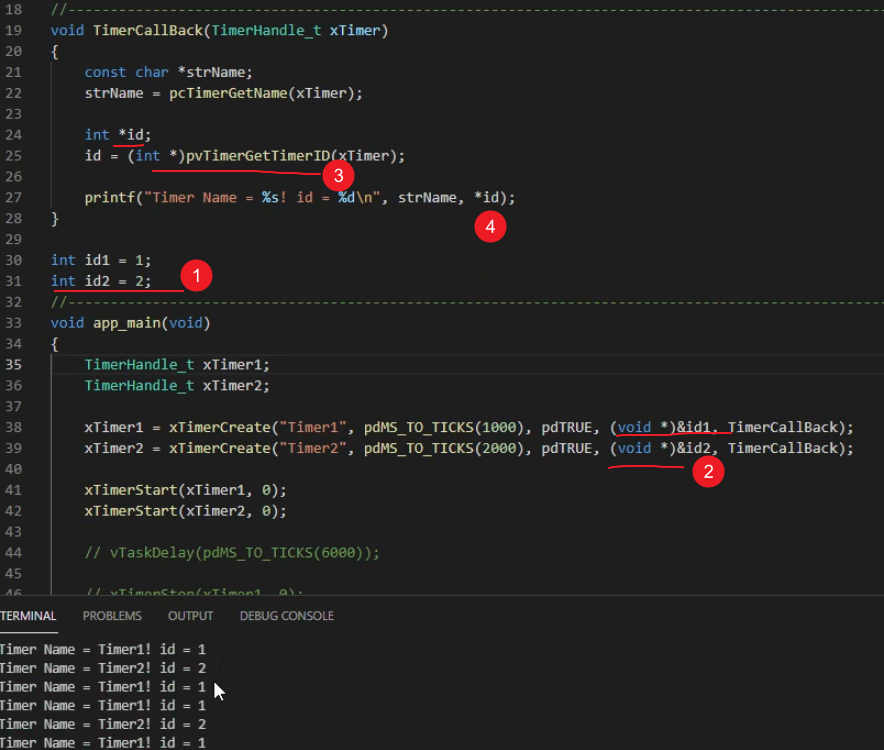 18 //--------------------------------------------------------------------------------
19 void TimerCallBack(TimerHandle_t xTimer)
20 {
21 const char *strName;
22 strName = pcTimerGetName(xTimer);
23
24 int *id;
25 id = (int *)pvTimerGetTimerID(xTimer);
26
3
27 printf("Timer Name = %s! id = %d\n", strName, *id);
28 }
4
29
30 int id1 = 1;
31 int id2 = 2;
1
32 //--------------------------------------------------------------------------------
33 void app_main(void)
34 {
35 TimerHandle_t xTimer1;
36 TimerHandle_t xTimer2;
37
38 xTimer1 = xTimerCreate("Timer1", pdMS_TO_TICKS(1000), pdTRUE, (void *)&id1, TimerCallBack);
39 xTimer2 = xTimerCreate("Timer2", pdMS_TO_TICKS(2000), pdTRUE, (void *)&id2, TimerCallBack);
40
2
41 xTimerStart(xTimer1, 0);
42 xTimerStart(xTimer2, 0);
43
44 // vTaskDelay(pdMS_TO_TICKS(6000));
45
46 // xTimerStop(xTimer1, 0);
TERMINAL PROBLEMS OUTPUT DEBUG CONSOLE
Timer Name = Timer1! id = 1
Timer Name = Timer2! id = 2
Timer Name = Timer1! id = 1
Timer Name = Timer1! id = 1
Timer Name = Timer2! id = 2
Timer Name = Timer1! id = 1